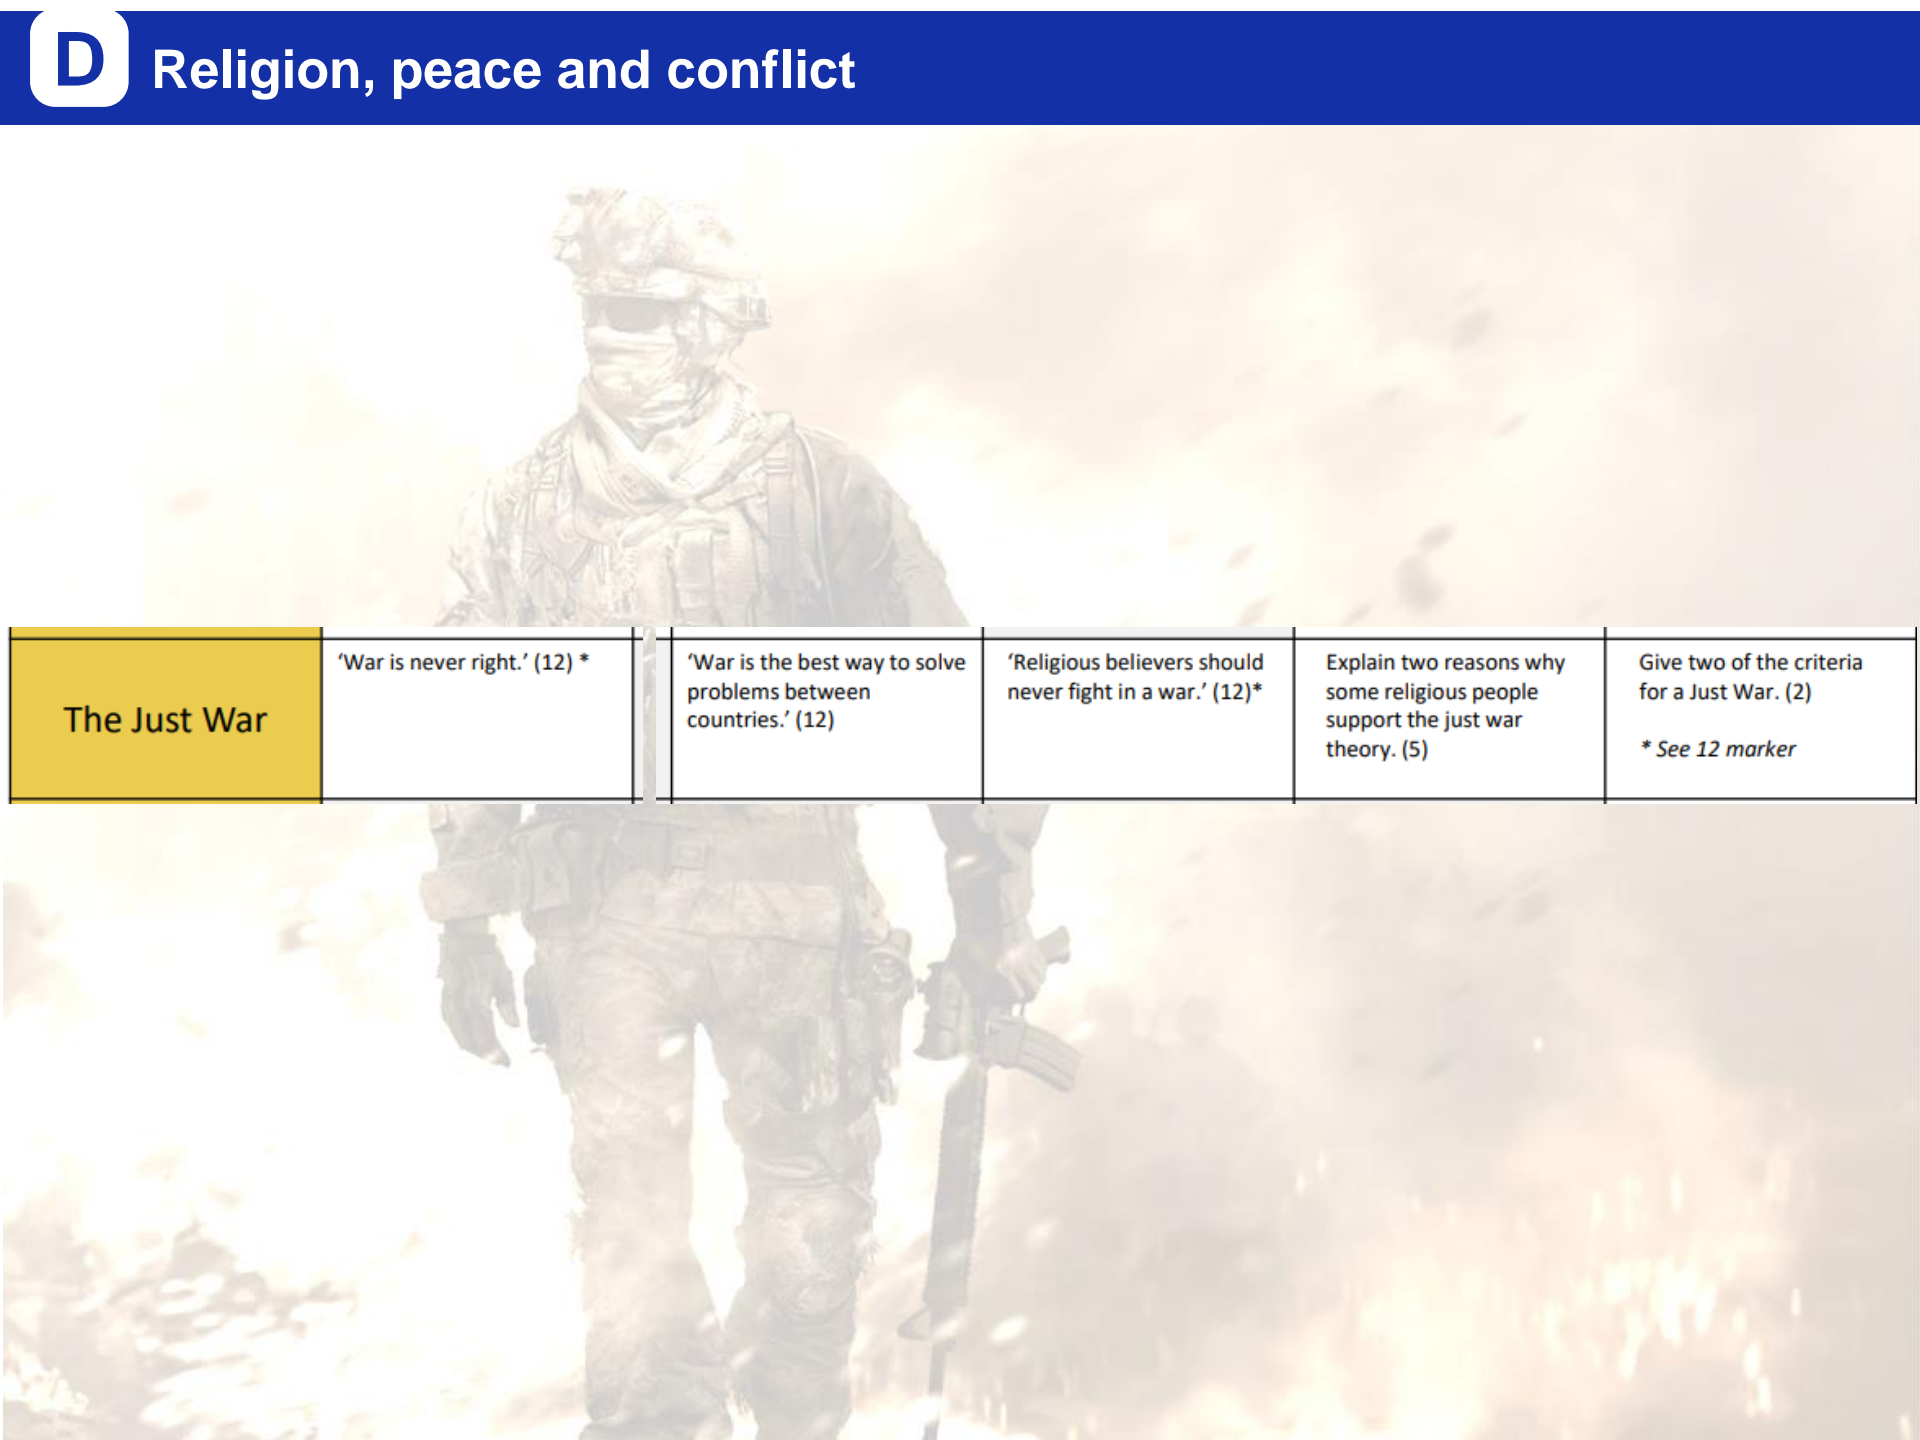 D
Religion, peace and conflict
The Just War
‘War is never right.’ (12) *
‘War is the best way to solve
problems between
countries.’ (12)
‘Religious believers should
never fight in a war.’ (12)*
Explain two reasons why
some religious people
support the just war
theory. (5)
Give two of the criteria
for a Just War. (2)
* See 12 marker